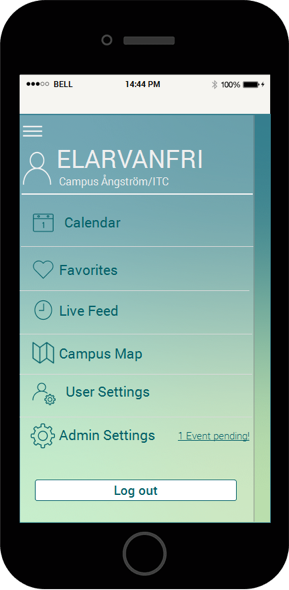 BELL 14:44 PM 100%
ELARVANFRI
Campus Ångström/ITC
1 Calendar
Favorites
Live Feed
Campus Map
User Settings
Admin Settings 1 Event pending!
Log out